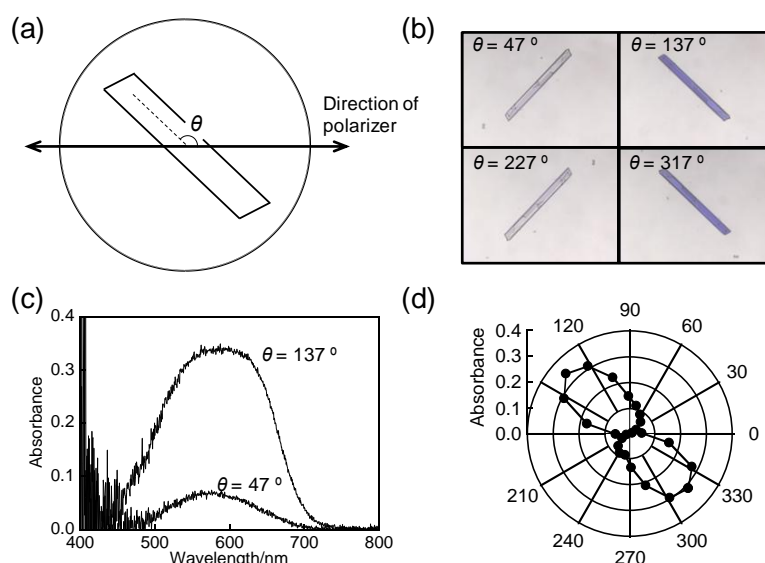 (a)
θ
Direction of
polarizer
(b)
θ = 47 º
θ = 137 º
θ = 227 º
θ = 317 º
(c)
0.4
0.3
0.2
0.1
0.0
Absorbance
θ = 137 º
θ = 47 º
400
500
600
700
800
Wavelength/nm
(d)
0.4
0.3
0.2
0.1
0.0
Absorbance
90
120
60
30
0
210
330
240
300
270